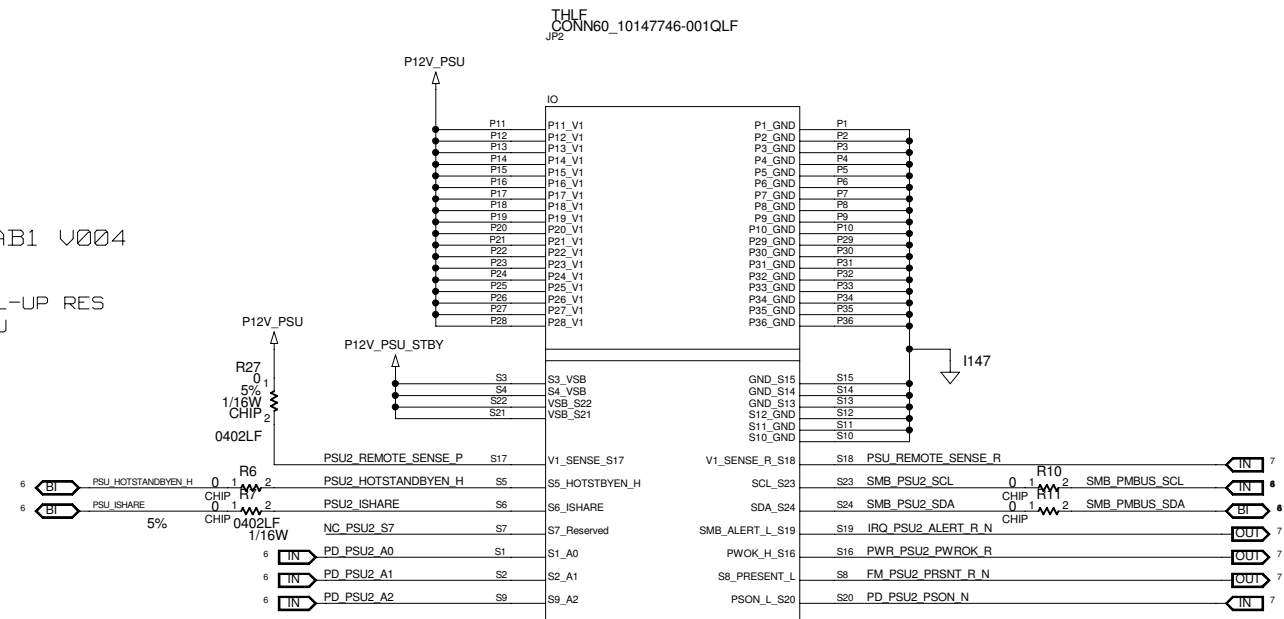 THLF
CONN60_10147746-001QLF
JP2
P12V_PSU
IO
P11 P11_V1 P1_GND P1
P12 P12_V1 P2_GND P2
P13 P13_V1 P3_GND P3
P14 P14_V1 P4_GND P4
P15 P15_V1 P5_GND P5
P16 P16_V1 P6_GND P6
P17 P17_V1 P7_GND P7
P18 P18_V1 P8_GND P8
P19 P19_V1 P9_GND P9
P20 P20_V1 P10_GND P10
P21 P21_V1 P29_GND P29
P22 P22_V1 P30_GND P30
P23 P23_V1 P31_GND P31
P24 P24_V1 P32_GND P32
P25 P25_V1 P33_GND P33
P26 P26_V1 P34_GND P34
P27 P27_V1 P35_GND P35
P28 P28_V1 P36_GND P36
AB1 V004
L-UP RES
U
P12V_PSU
P12V_PSU_STBY
I147
R27
0 1
5%
1/16W
CHIP 2
0402LF
S3 S3_VSB GND_S15 S15
S4 S4_VSB GND_S14 S14
S22 VSB_S22 GND_S13 S13
S21 VSB_S21 S12_GND S12
S11_GND S11
S10_GND S10
PSU2_REMOTE_SENSE_P S17 V1_SENSE_S17 V1_SENSE_R_S18 S18 PSU_REMOTE_SENSE_R IN 7
R6 R10
6 BI PSU_HOTSTANDBYEN_H 0 1 2 PSU2_HOTSTANDBYEN_H S5 S5_HOTSTBYEN_H SCL_S23 S23 SMB_PSU2_SCL 0 1 2 SMB_PMBUS_SCL IN 6
CHIP R7 CHIP R11
6 BI PSU_ISHARE 0 1 2 PSU2_ISHARE S6 S6_ISHARE SDA_S24 S24 SMB_PSU2_SDA 0 1 2 SMB_PMBUS_SDA BI 6
5% CHIP 0402LF CHIP
1/16W
NC_PSU2_S7 S7 S7_Reserved SMB_ALERT_L_S19 S19 IRQ_PSU2_ALERT_R_N OUT 7
6 IN PD_PSU2_A0 S1 S1_A0 PWOK_H_S16 S16 PWR_PSU2_PWROK_R OUT 7
6 IN PD_PSU2_A1 S2 S2_A1 S8_PRESENT_L S8 FM_PSU2_PRSNT_R_N OUT 7
6 IN PD_PSU2_A2 S9 S9_A2 PSON_L_S20 S20 PD_PSU2_PSON_N IN 7